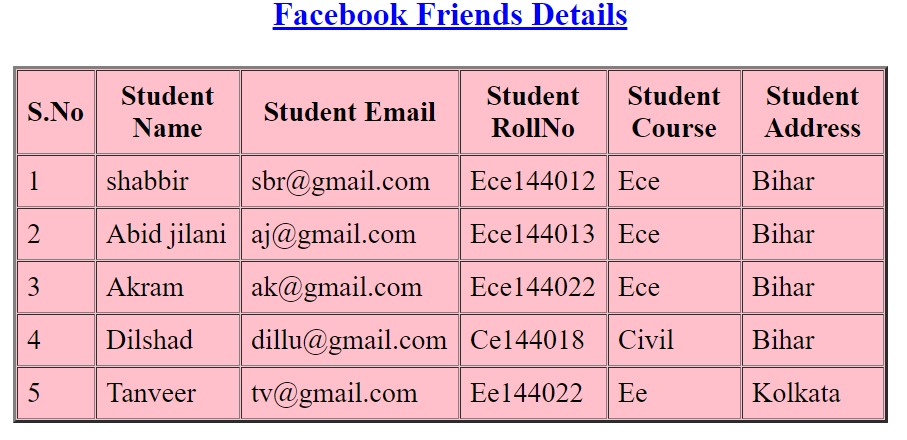 Facebook Friends Details
S.No Student Name Student Email Student RollNo Student Course Student Address
1 shabbir sbr@gmail.com Ece144012 Ece Bihar
2 Abid jilani aj@gmail.com Ece144013 Ece Bihar
3 Akram ak@gmail.com Ece144022 Ece Bihar
4 Dilshad dillu@gmail.com Ce144018 Civil Bihar
5 Tanveer tv@gmail.com Ee144022 Ee Kolkata